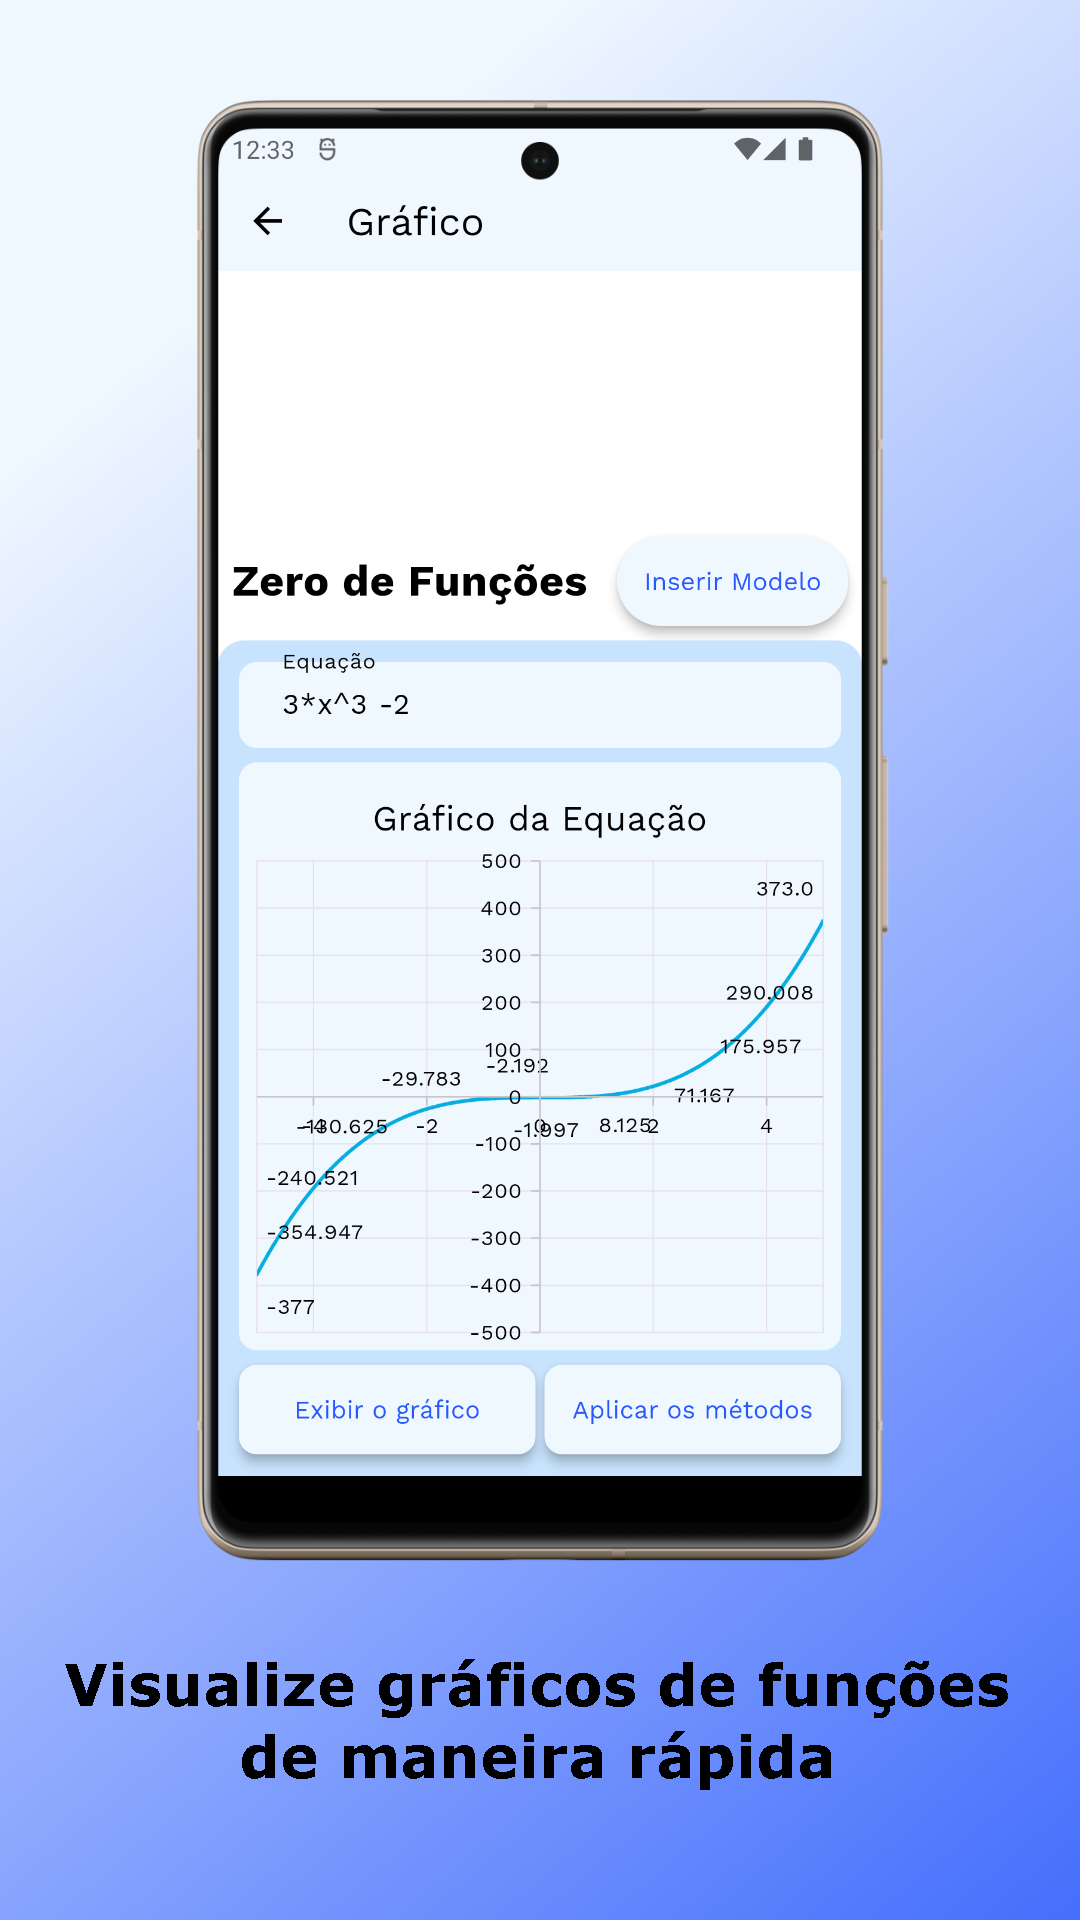 12:33
Gráfico
Zero de Funções
Inserir Modelo
Equação
3*x^3 -2
Gráfico da Equação
500
373.0
400
300
290.008
200
175.957
100
-2.192
-29.783
0
71.167
-4
-130.625
-2
0
-1.997
8.125
2
4
-100
-240.521
-200
-354.947
-300
-400
-377
-500
Exibir o gráfico
Aplicar os métodos
Visualize gráficos de funções
de maneira rápida